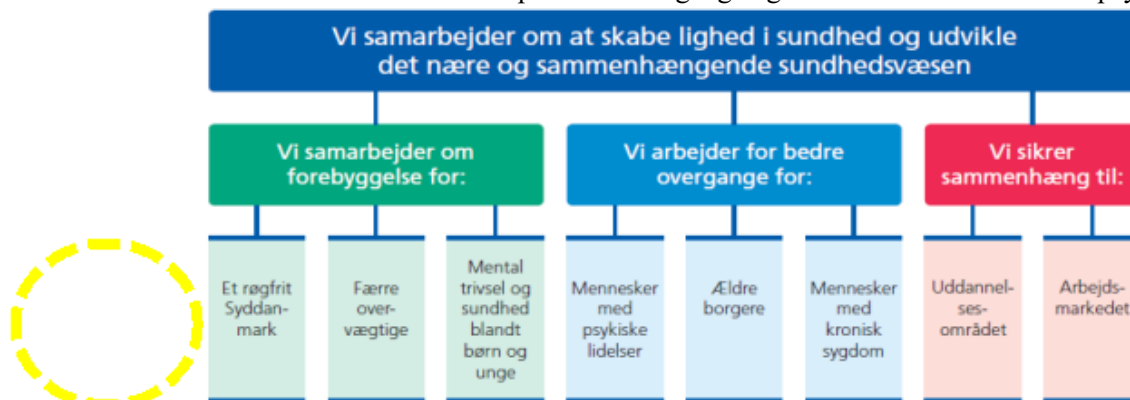 Vi samarbejder om at skabe lighed i sundhed og udvikle
det nære og sammenhængende sundhedsvæsen
Vi samarbejder om
forebyggelse for:
Vi arbejder for bedre
overgange for:
Vi sikrer
sammenhæng til:
Et røgfrit
Syddan-
mark
Færre
over-
vægtige
Mental
trivsel og
sundhed
blandt
børn og
unge
Mennesker
med
psykiske
lidelser
Ældre
borgere
Mennesker
med
kronisk
sygdom
Uddannel-
ses-
området
Arbejds-
markedet